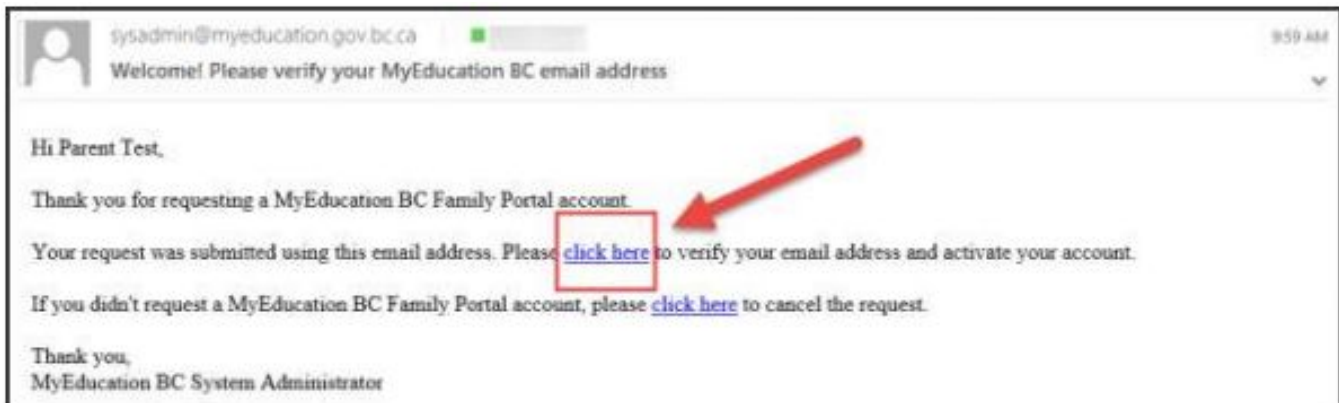 sysadmin@myeducation.gov.bc.ca
9:59 AM
Welcome! Please verify your MyEducation BC email address
Hi Parent Test,
Thank you for requesting a MyEducation BC Family Portal account.
Your request was submitted using this email address. Please click here to verify your email address and activate your account.
If you didn't request a MyEducation BC Family Portal account, please click here to cancel the request.
Thank you,
MyEducation BC System Administrator